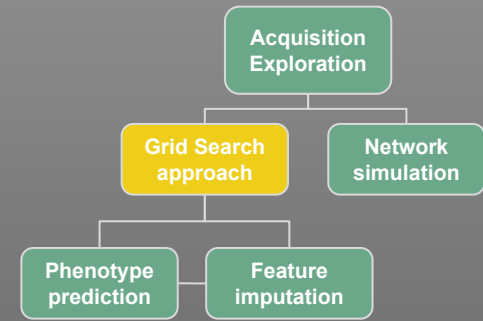 Acquisition
Exploration
Grid Search
approach
Network
simulation
Phenotype
prediction
Feature
imputation